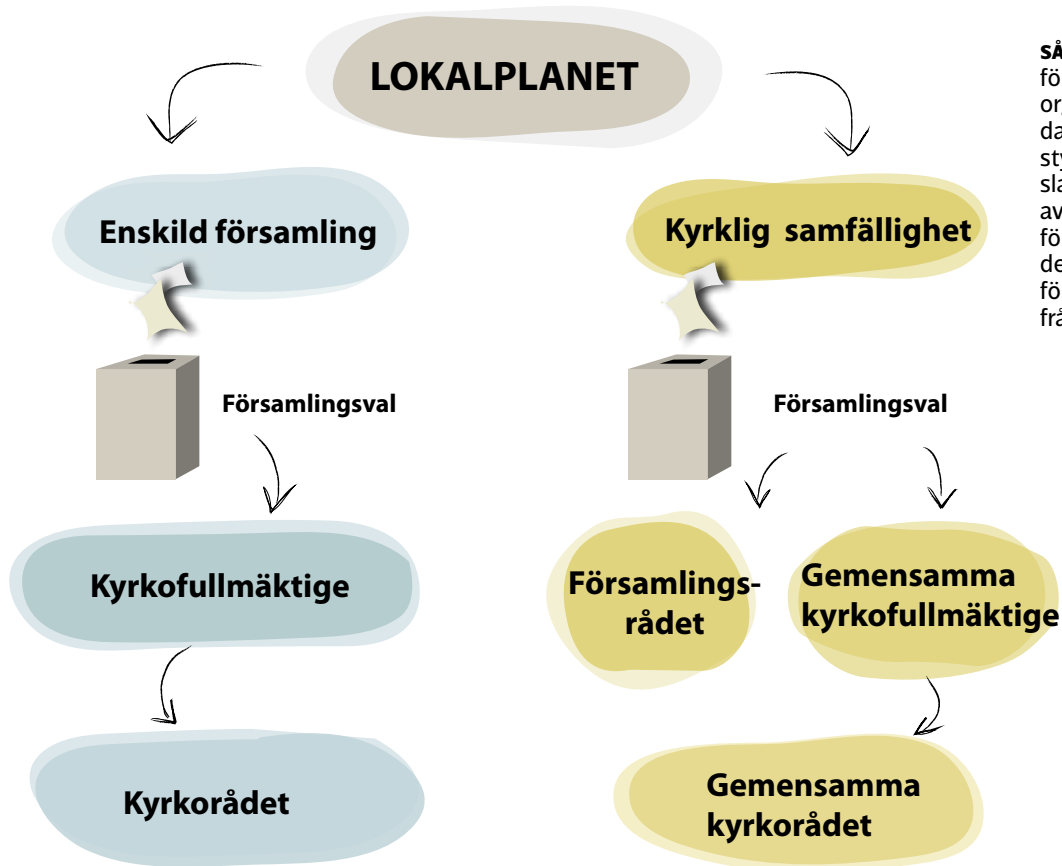 LOKALPLANET
Enskild församling
Kyrklig samfällighet
Församlingsval
Församlingsval
Kyrkofullmäktige
Församlings-
rådet
Gemensamma
kyrkofullmäktige
Kyrkorådet
Gemensamma
kyrkorådet